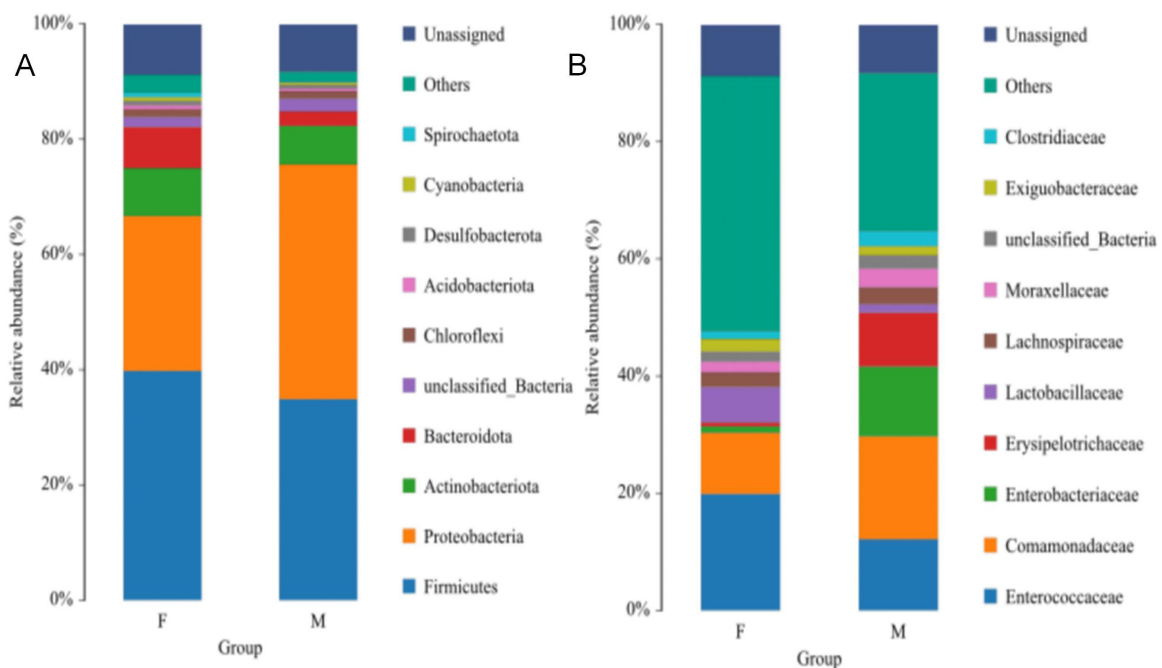 A
Relative abundance (%)
100%
80%
60%
40%
20%
0%
F
M
Group
Unassigned
Others
Spirochaetota
Cyanobacteria
Desulfobacterota
Acidobacteriota
Chloroflexi
unclassified_Bacteria
Bacteroidota
Actinobacteriota
Proteobacteria
Firmicutes
B
Relative abundance (%)
100%
80%
60%
40%
20%
0%
F
M
Group
Unassigned
Others
Clostridiaceae
Exiguobacteraceae
unclassified_Bacteria
Moraxellaceae
Lachnospiraceae
Lactobacillaceae
Erysipelotrichaceae
Enterobacteriaceae
Comamonadaceae
Enterococcaceae